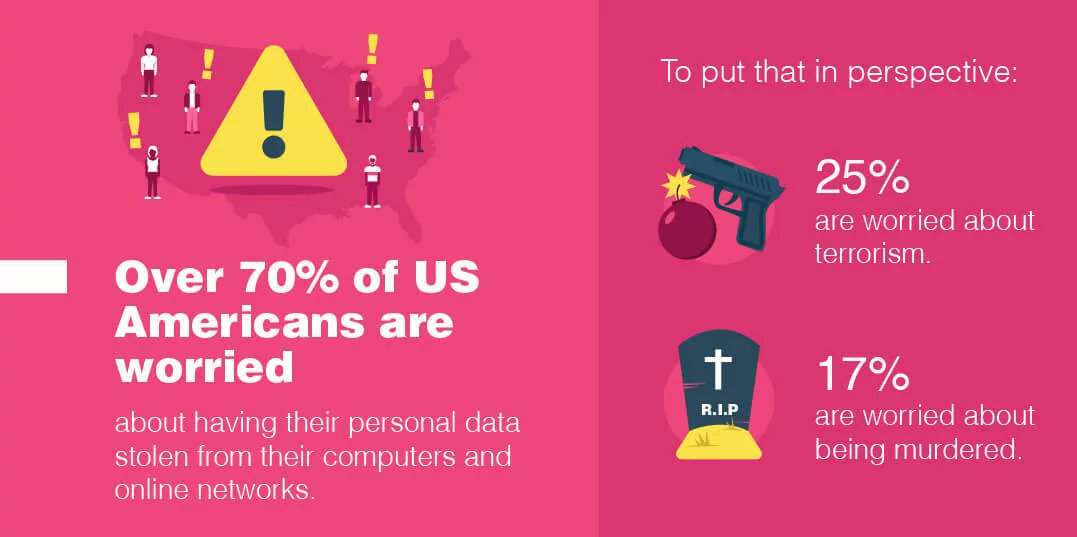 Over 70% of US
Americans are
worried
about having their personal data
stolen from their computers and
online networks.
To put that in perspective:
25%
are worried about
terrorism.
R.I.P
17%
are worried about
being murdered.